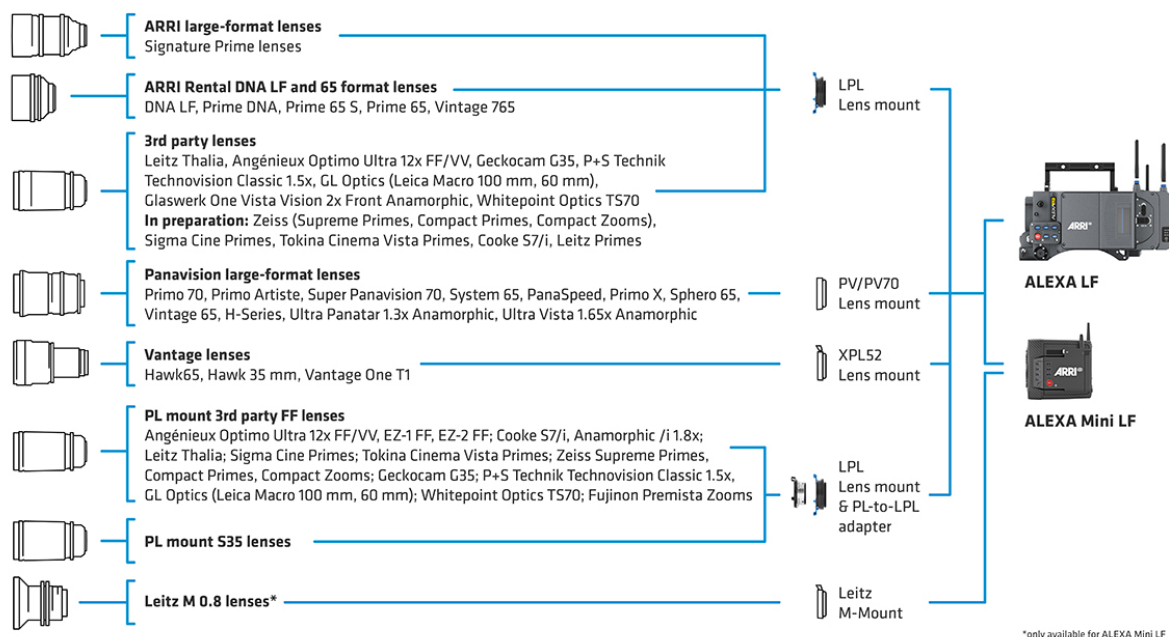 ARRI large-format lenses
Signature Prime lenses
ARRI Rental DNA LF and 65 format lenses
DNA LF, Prime DNA, Prime 65 S, Prime 65, Vintage 765
3rd party lenses
Leitz Thalia, Angénieux Optimo Ultra 12x FF/VV, Geckocam G35, P+S Technik
Technovision Classic 1.5x, GL Optics (Leica Macro 100 mm, 60 mm),
Glaswerk One Vista Vision 2x Front Anamorphic, Whitepoint Optics TS70
In preparation: Zeiss (Supreme Primes, Compact Primes, Compact Zooms),
Sigma Cine Primes, Tokina Cinema Vista Primes, Cooke S7/i, Leitz Primes
Panavision large-format lenses
Primo 70, Primo Artiste, Super Panavision 70, System 65, PanaSpeed, Primo X, Sphero 65,
Vintage 65, H-Series, Ultra Panatar 1.3x Anamorphic, Ultra Vista 1.65x Anamorphic
Vantage lenses
Hawk65, Hawk 35 mm, Vantage One T1
PL mount 3rd party FF lenses
Angénieux Optimo Ultra 12x FF/VV, EZ-1 FF, EZ-2 FF; Cooke S7/i, Anamorphic /i 1.8x;
Leitz Thalia; Sigma Cine Primes; Tokina Cinema Vista Primes; Zeiss Supreme Primes,
Compact Primes, Compact Zooms; Geckocam G35; P+S Technik Technovision Classic 1.5x,
GL Optics (Leica Macro 100 mm, 60 mm); Whitepoint Optics TS70; Fujinon Premista Zooms
PL mount S35 lenses
Leitz M 0.8 lenses*
LPL
Lens mount
PV/PV70
Lens mount
XPL52
Lens mount
LPL
Lens mount
& PL-to-LPL
adapter
Leitz
M-Mount
ARRI
ALEXA LF
ARRI
ALEXA Mini LF
*only available for ALEXA Mini LF